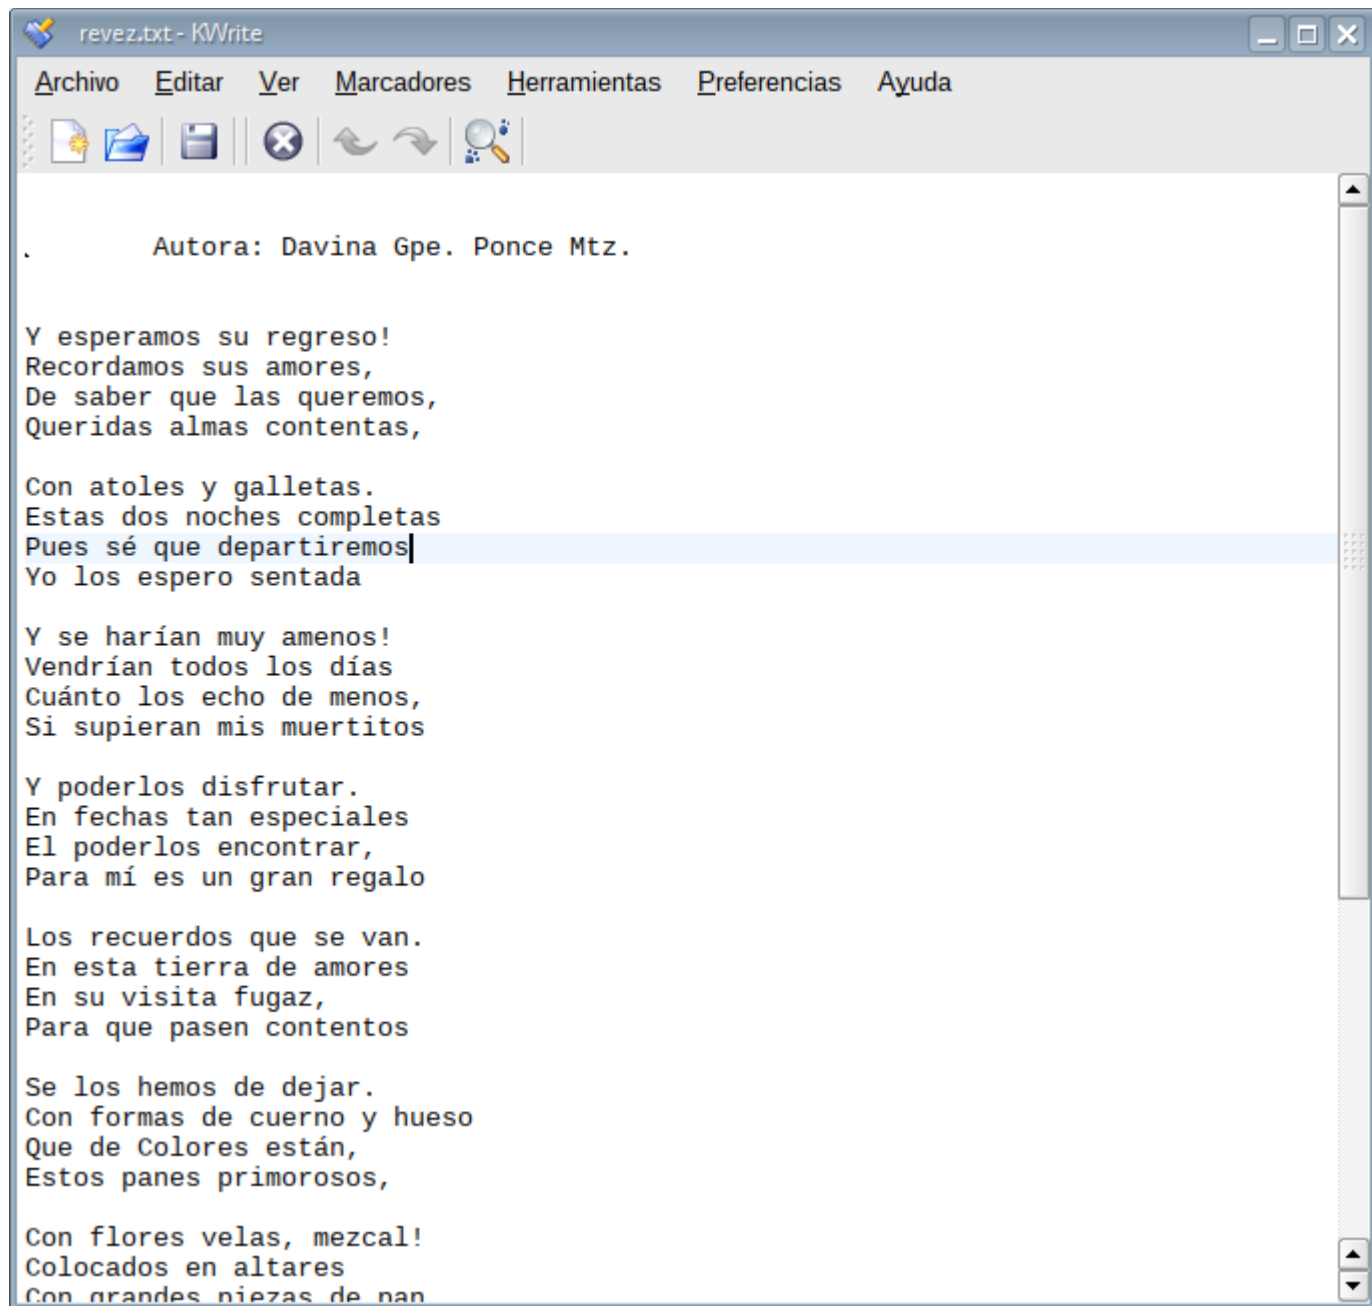 revez.txt - KWrite
Archivo Editar Ver Marcadores Herramientas Preferencias Ayuda
. Autora: Davina Gpe. Ponce Mtz.
Y esperamos su regreso!
Recordamos sus amores,
De saber que las queremos,
Queridas almas contentas,
Con atoles y galletas.
Estas dos noches completas
Pues sé que departiremos
Yo los espero sentada
Y se harían muy amenos!
Vendrían todos los días
Cuánto los echo de menos,
Si supieran mis muertitos
Y poderlos disfrutar.
En fechas tan especiales
El poderlos encontrar,
Para mí es un gran regalo
Los recuerdos que se van.
En esta tierra de amores
En su visita fugaz,
Para que pasen contentos
Se los hemos de dejar.
Con formas de cuerno y hueso
Que de Colores están,
Estos panes primorosos,
Con flores velas, mezcal!
Colocados en altares
Con grandes piezas de pan